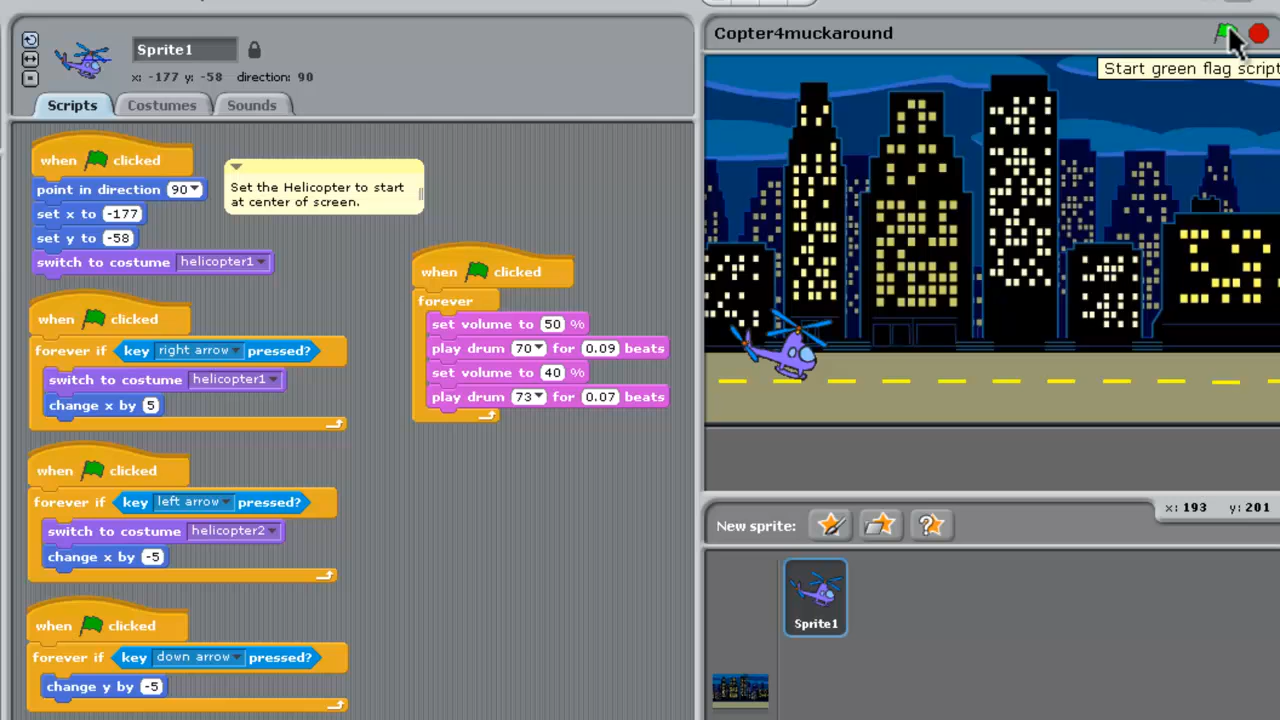 Sprite1
x: -177 y: -58 direction: 90
Scripts Costumes Sounds
when clicked
point in direction 90
set x to -177
set y to -58
switch to costume helicopter1
Set the Helicopter to start
at center of screen.
when clicked
forever if key right arrow pressed?
switch to costume helicopter1
change x by 5
when clicked
forever if key left arrow pressed?
switch to costume helicopter2
change x by -5
when clicked
forever if key down arrow pressed?
change y by -5
when clicked
forever
set volume to 50 %
play drum 70 for 0.09 beats
set volume to 40 %
play drum 73 for 0.07 beats
Copter4muckaround
Start green flag script
x: 193 y: 201
New sprite:
Sprite1